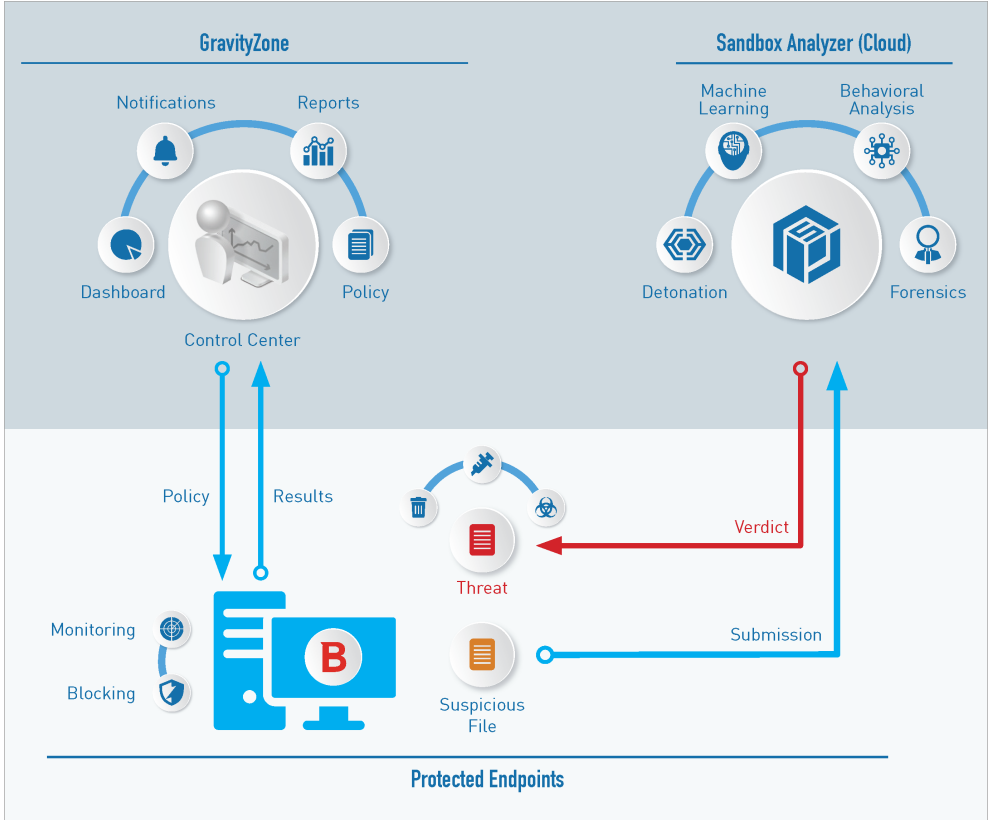 GravityZone
Sandbox Analyzer (Cloud)
Notifications
Reports
Dashboard
Policy
Control Center
Machine
Learning
Behavioral
Analysis
Detonation
Forensics
Policy
Results
Verdict
Threat
Monitoring
Blocking
B
Submission
Suspicious
File
Protected Endpoints